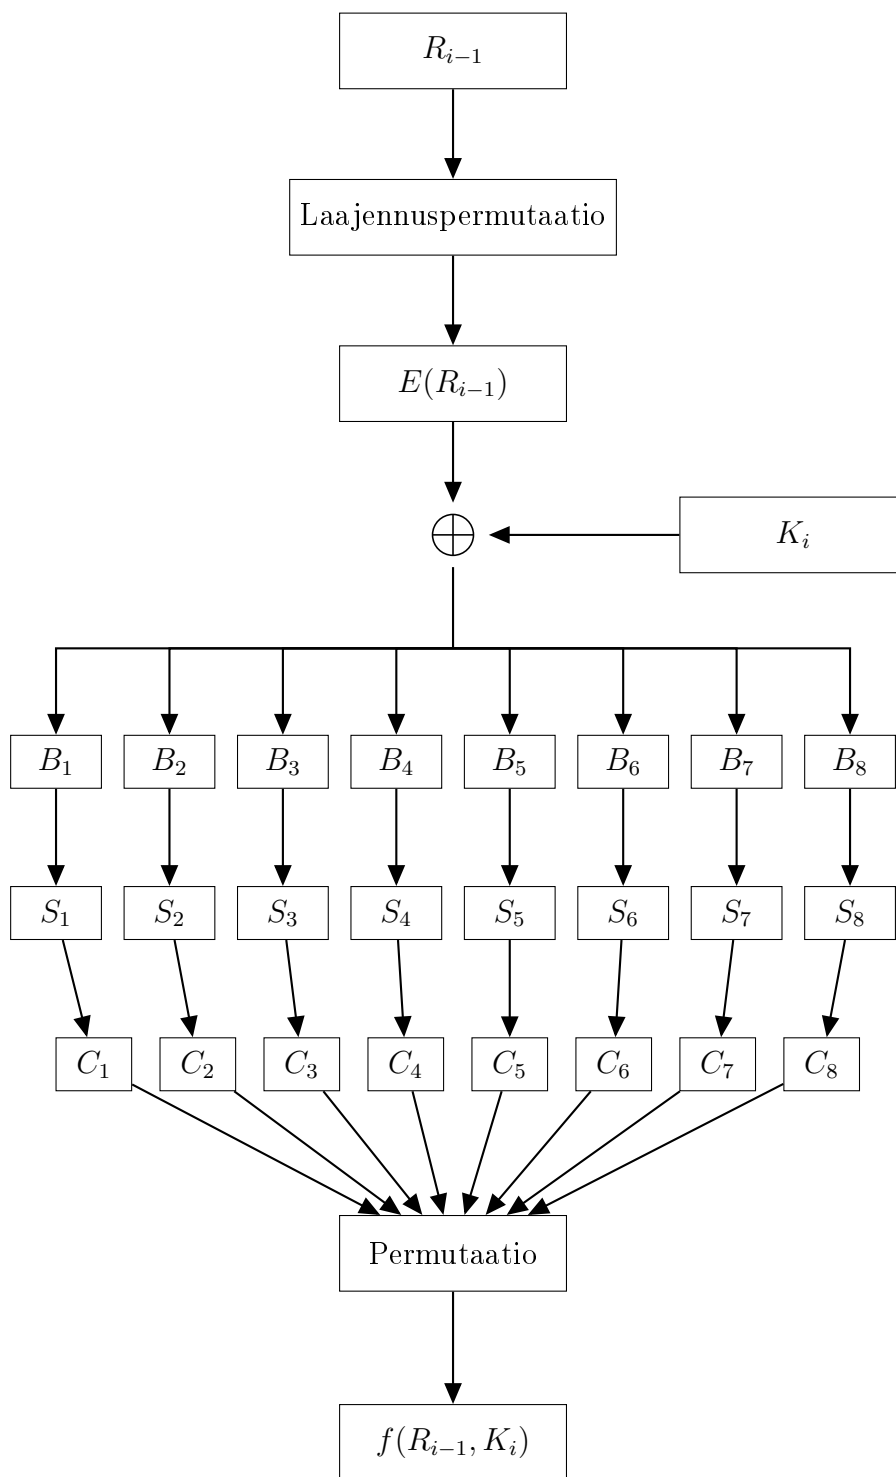 R_{i−1}
Laajennuspermutaatio
E(R_{i−1})
K_i
B_1 B_2 B_3 B_4 B_5 B_6 B_7 B_8
S_1 S_2 S_3 S_4 S_5 S_6 S_7 S_8
C_1 C_2 C_3 C_4 C_5 C_6 C_7 C_8
Permutaatio
f(R_{i−1}, K_i)